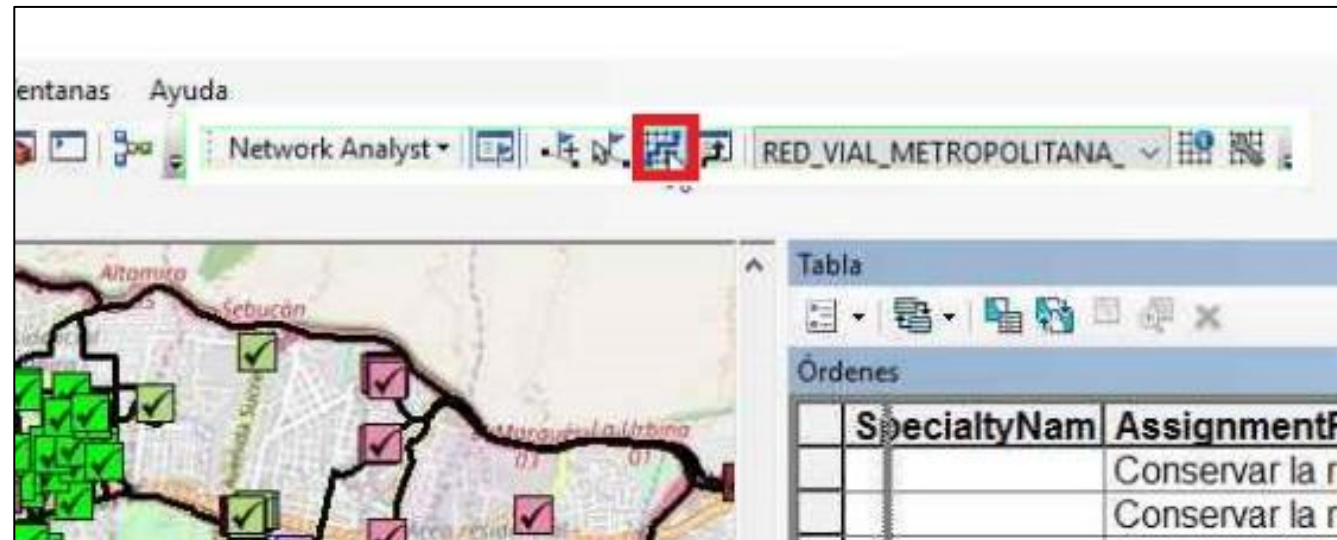 entanas Ayuda
Network Analyst
RED_VIAL_METROPOLITANA_
Altamira
Sebucán
Tabla
Órdenes
SpecialtyNam AssignmentR
Conservar la r
Conservar la r